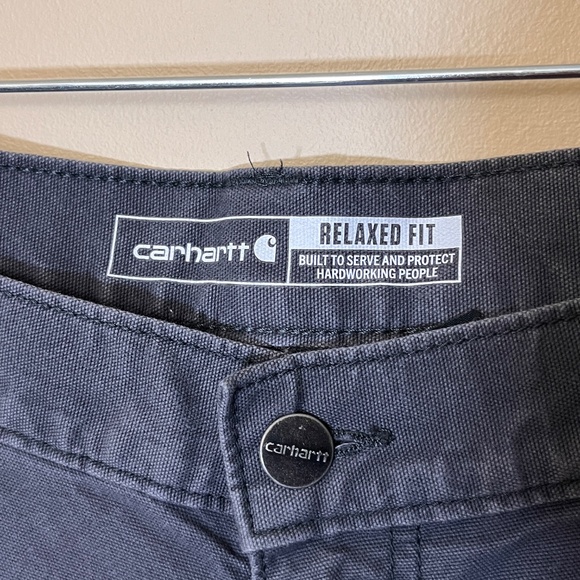 carhartt
RELAXED FIT
BUILT TO SERVE AND PROTECT
HARDWORKING PEOPLE
carhartt